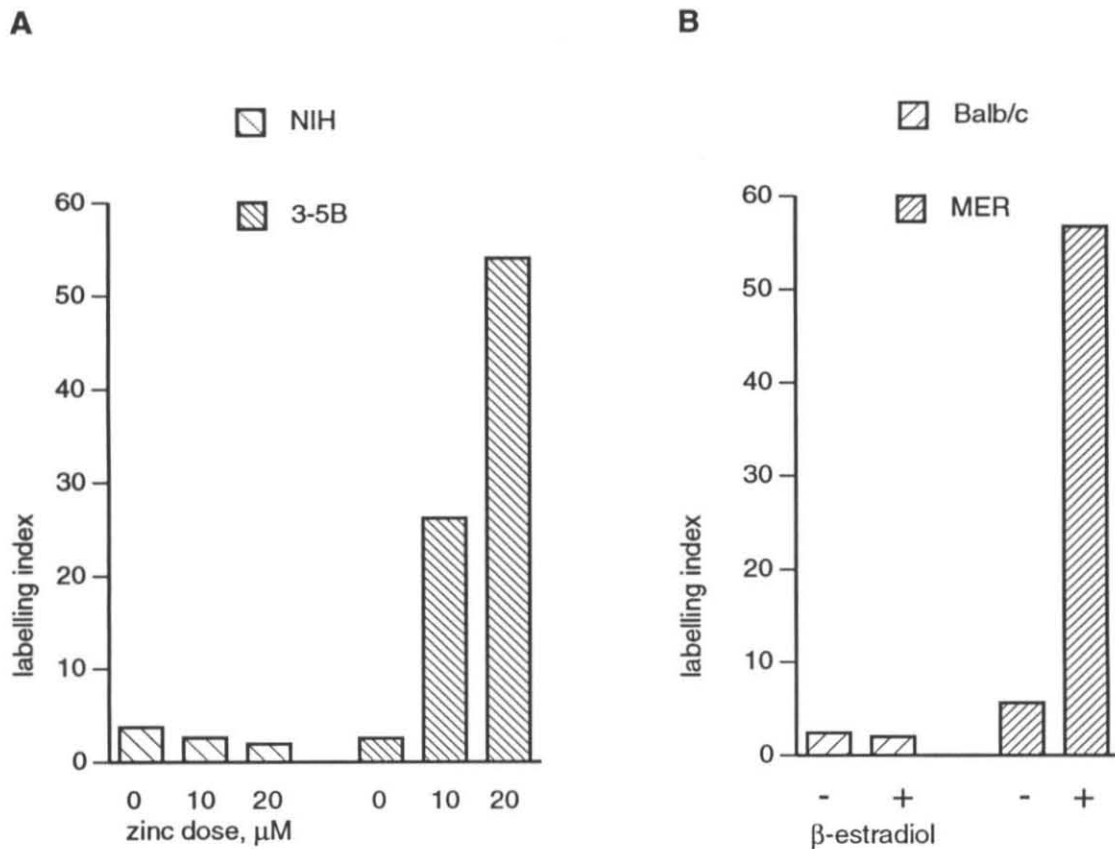 A
NIH
3-5B
60
50
40
30
20
10
0
labelling index
0 10 20 0 10 20
zinc dose, μM
B
Balb/c
MER
60
50
40
30
20
10
0
labelling index
- + - +
β-estradiol